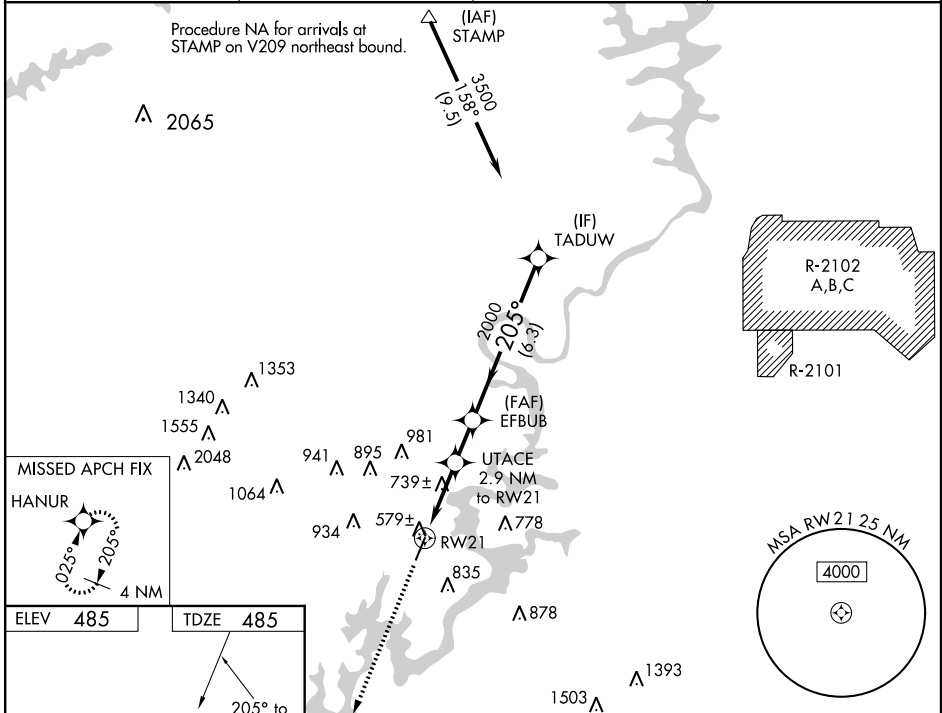 Procedure NA for arrivals at
STAMP on V209 northeast bound.
(IAF)
STAMP
3500
158°
(9.5)
2065
(IF)
TADUW
R-2102
A,B,C
R-2101
2000
205°
(6.3)
1353
1340
1555
2048
(FAF)
EFBUB
981
941
895
UTACE
2.9 NM
to RW21
739±
1064
934
579±
778
RW21
835
878
1393
1503
MISSED APCH FIX
HANUR
025°
205°
4 NM
MSA RW21 25 NM
4000
ELEV 485
TDZE 485
205° to